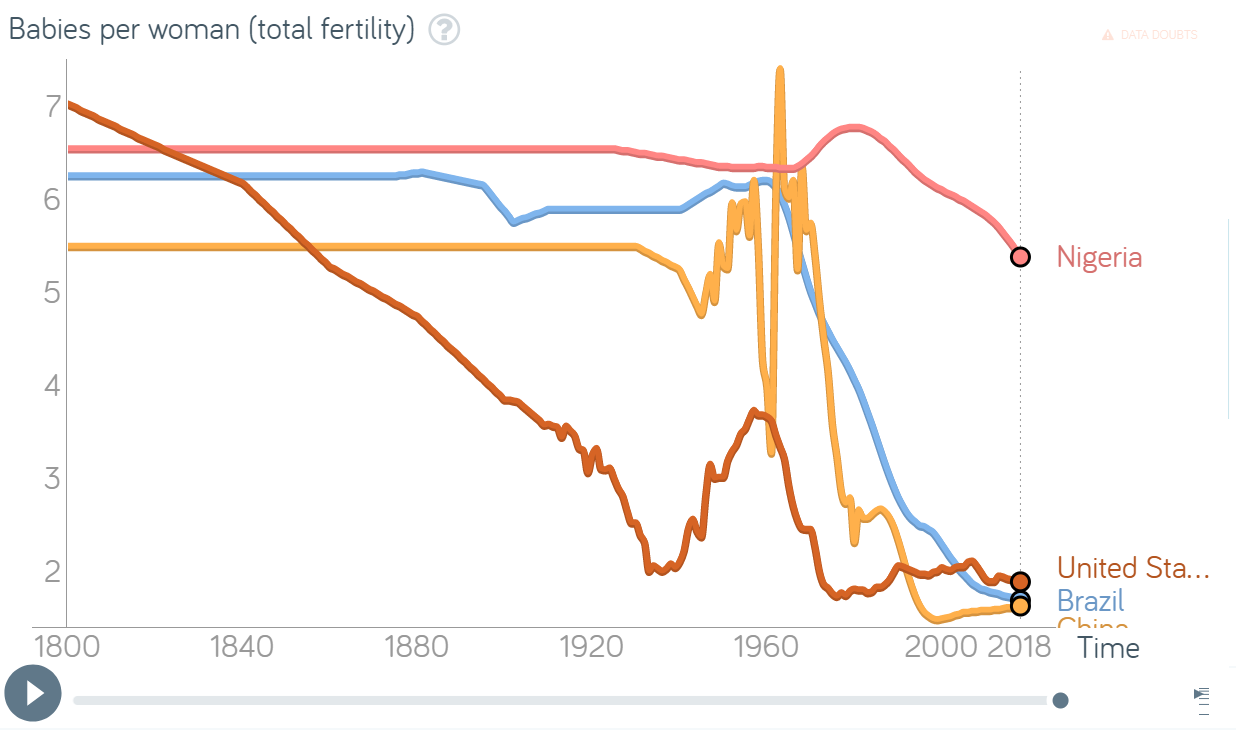 Babies per woman (total fertility) ?
DATA DOUBTS
7
6
5
4
3
2
Nigeria
United Sta...
Brazil
China
1800 1840 1880 1920 1960 2000 2018 Time